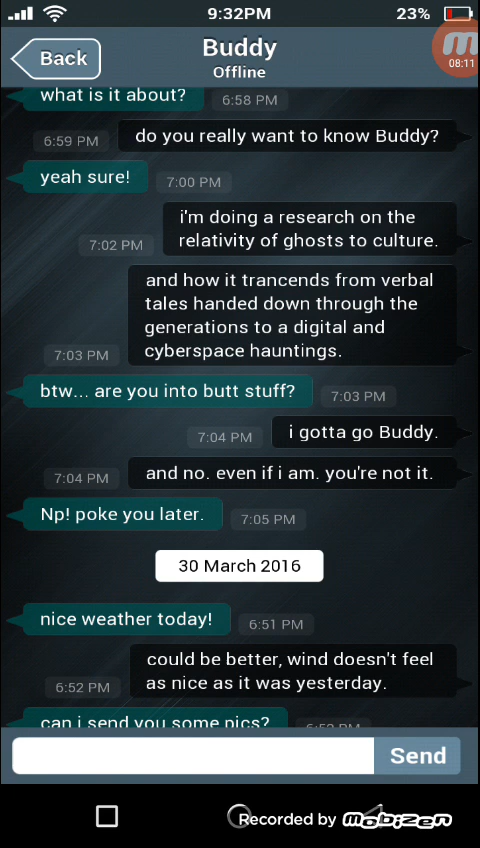 9:32PM
23%
Back
Buddy
Offline
08:11
what is it about?
6:58 PM
6:59 PM
do you really want to know Buddy?
yeah sure!
7:00 PM
i'm doing a research on the
relativity of ghosts to culture.
7:02 PM
and how it trancends from verbal
tales handed down through the
generations to a digital and
cyberspace hauntings.
7:03 PM
btw... are you into butt stuff?
7:03 PM
7:04 PM
i gotta go Buddy.
7:04 PM
and no. even if i am. you're not it.
Np! poke you later.
7:05 PM
30 March 2016
nice weather today!
6:51 PM
could be better, wind doesn't feel
as nice as it was yesterday.
6:52 PM
can i send you some pics?
Send
Recorded by Mobizen